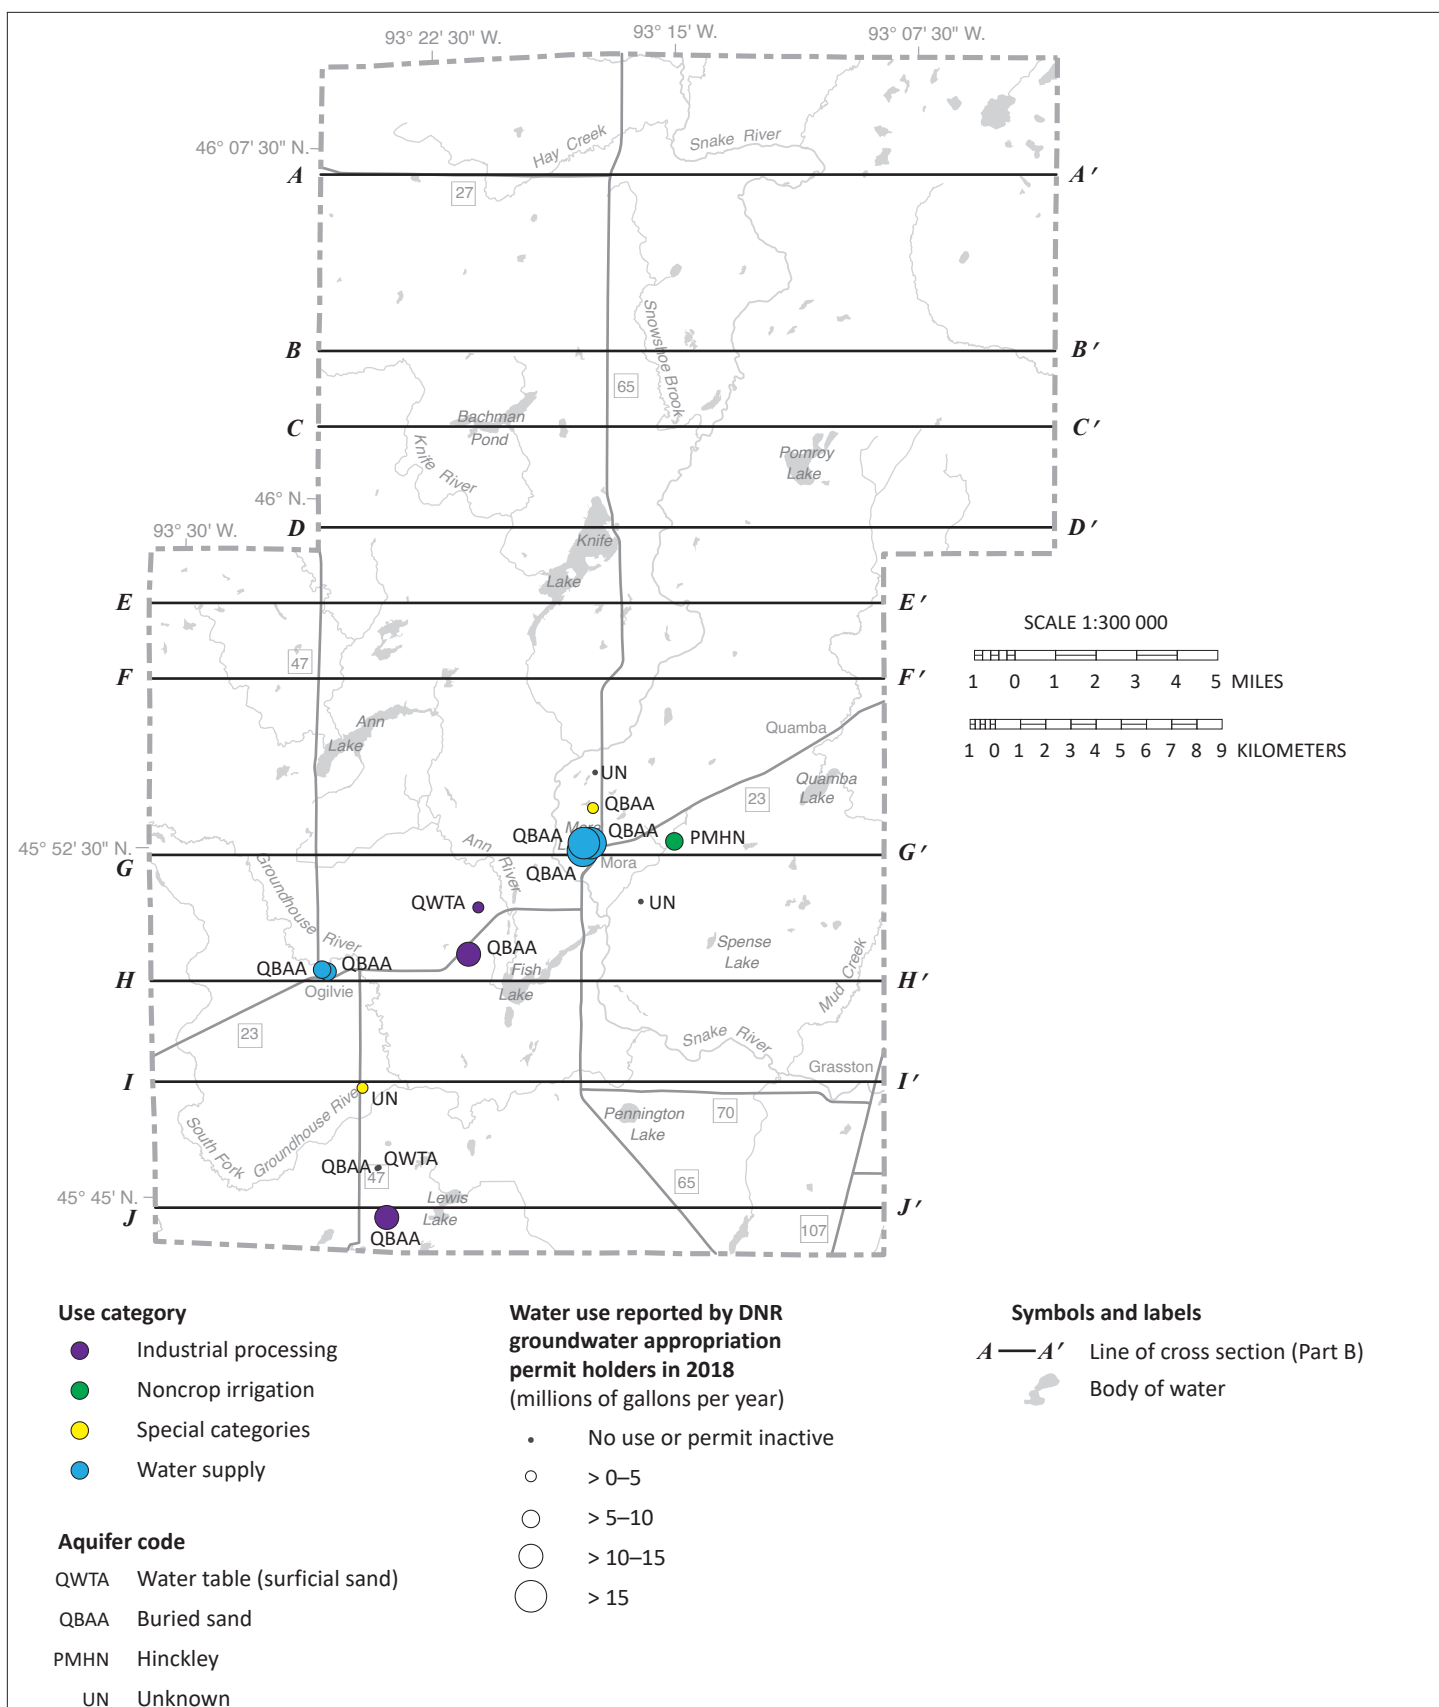 93° 22' 30" W.
93° 15' W.
93° 07' 30" W.
46° 07' 30" N.
Hay Creek
Snake River
A
A′
27
Snowshoe Brook
B
B′
65
Bachman
Pond
C
C′
Knife River
Pomroy
Lake
46° N.
93° 30' W.
D
D′
Knife
Lake
E
E′
SCALE 1:300 000
47
F
F′
1 0 1 2 3 4 5 MILES
Ann
Lake
Quamba
1 0 1 2 3 4 5 6 7 8 9 KILOMETERS
UN
Quamba
Lake
QBAA
23
QBAA
QBAA
PMHN
45° 52' 30" N.
Ann River
G
G′
Mora
QBAA
Groundhouse River
QWTA
UN
QBAA
Spense
Lake
QBAA
QBAA
Fish
Lake
Mud Creek
H
H′
Ogilvie
23
Snake River
Grasston
I
I′
UN
Pennington
Lake
70
South Fork
Groundhouse River
QBAA
QWTA
47
65
45° 45' N.
Lewis
Lake
J
J′
107
QBAA
Use category
Industrial processing
Noncrop irrigation
Special categories
Water supply
Aquifer code
QWTA Water table (surficial sand)
QBAA Buried sand
PMHN Hinckley
UN Unknown
Water use reported by DNR
groundwater appropriation
permit holders in 2018
(millions of gallons per year)
No use or permit inactive
> 0–5
> 5–10
> 10–15
> 15
Symbols and labels
A — A′ Line of cross section (Part B)
Body of water